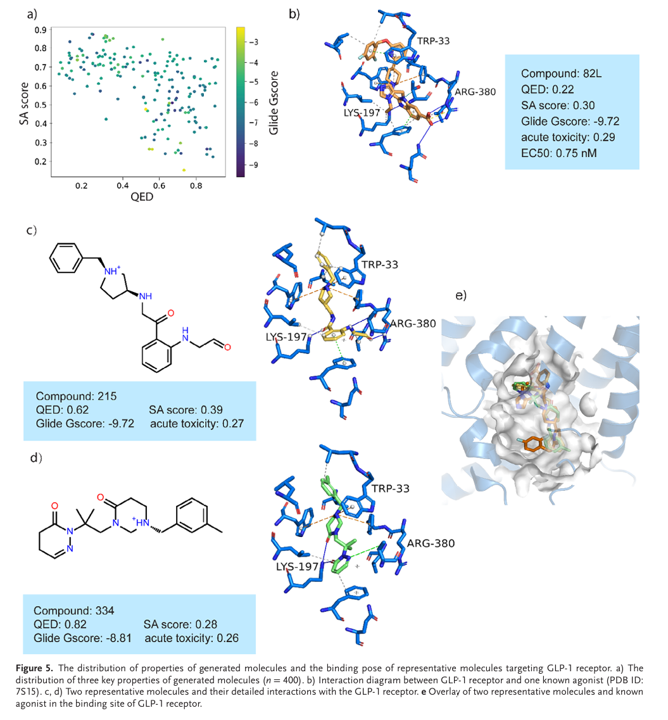 a)
0.9
0.8
0.7
0.6
0.5
0.4
0.3
0.2
SA score
0.2 0.4 0.6 0.8
QED
−3
−4
−5
−6
−7
−8
−9
Glide Gscore
b)
TRP-33
ARG-380
LYS-197
Compound: 82L
QED: 0.22
SA score: 0.30
Glide Gscore: -9.72
acute toxicity: 0.29
EC50: 0.75 nM
c)
H
N
+
NH
O
H
N
O
TRP-33
LYS-197
ARG-380
Compound: 215
QED: 0.62 SA score: 0.39
Glide Gscore: -9.72 acute toxicity: 0.27
d)
O
O
N
N
N
NH
+
TRP-33
ARG-380
LYS-197
Compound: 334
QED: 0.82 SA score: 0.28
Glide Gscore: -8.81 acute toxicity: 0.26
e)
Figure 5. The distribution of properties of generated molecules and the binding pose of representative molecules targeting GLP-1 receptor. a) The
distribution of three key properties of generated molecules (n = 400). b) Interaction diagram between GLP-1 receptor and one known agonist (PDB ID:
7S15). c, d) Two representative molecules and their detailed interactions with the GLP-1 receptor. e Overlay of two representative molecules and known
agonist in the binding site of GLP-1 receptor.